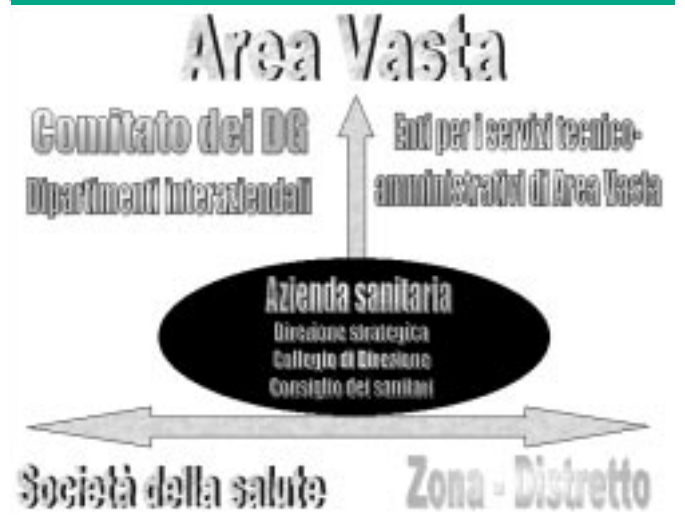 Area Vasta
Comitato dei DG
Dipartimenti interaziendali
Enti per i servizi tecnico-
amministrativi di Area Vasta
Azienda sanitaria
Direzione strategica
Collegio di Direzione
Consiglio dei sanitari
Società della salute
Zona - Distretto